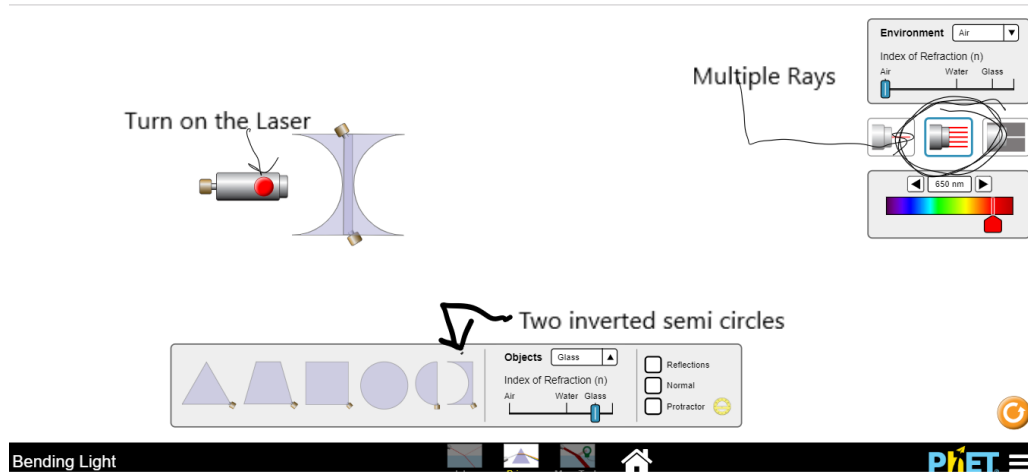 Environment Air
Index of Refraction (n)
Air Water Glass
Multiple Rays
Turn on the Laser
650 nm
Two inverted semi circles
Objects Glass
Index of Refraction (n)
Air Water Glass
Reflections
Normal
Protractor
Bending Light
PhET